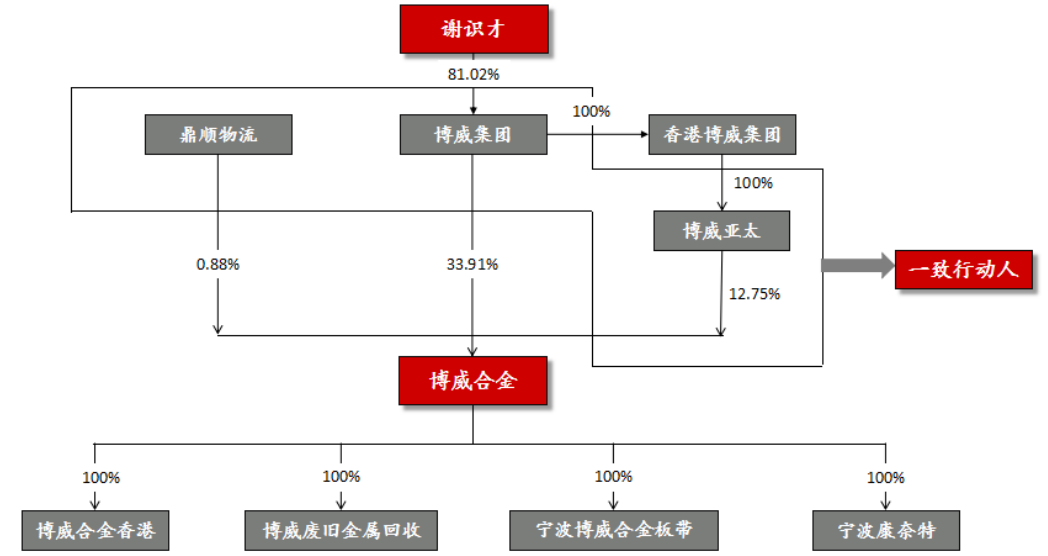 谢识才
81.02%
100%
鼎顺物流
博威集团
香港博威集团
100%
博威亚太
0.88%
33.91%
一致行动人
12.75%
博威合金
100%
100%
100%
100%
博威合金香港
博威废旧金属回收
宁波博威合金板带
宁波康奈特